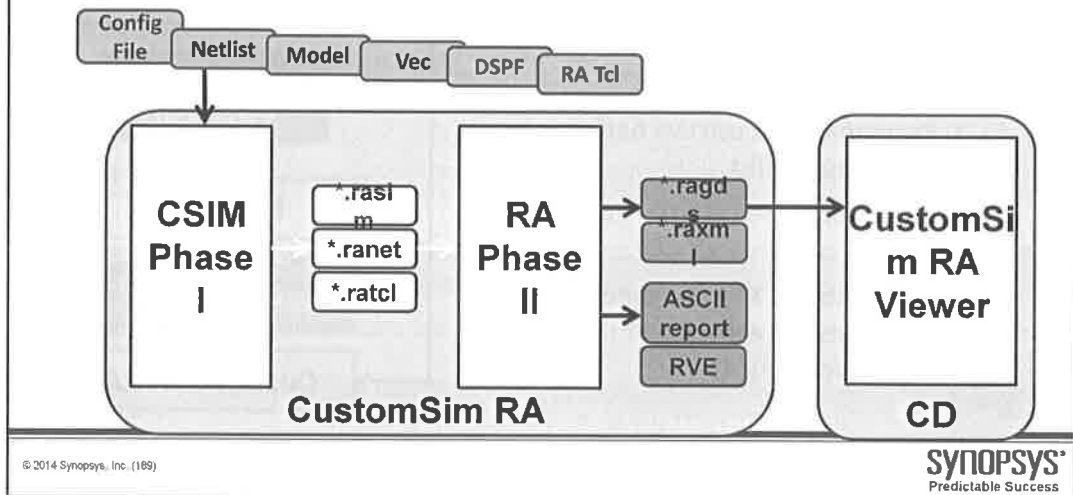 Config
File
Netlist
Model
Vec
DSPF
RA Tcl
CSIM
Phase
I
*.rasi
m
*.ranet
*.ratcl
RA
Phase
II
*.ragd
s
*.raxm
l
ASCII
report
RVE
CustomSi
m RA
Viewer
CustomSim RA
CD
© 2014 Synopsys, Inc. (189)
SYNOPSYS
Predictable Success